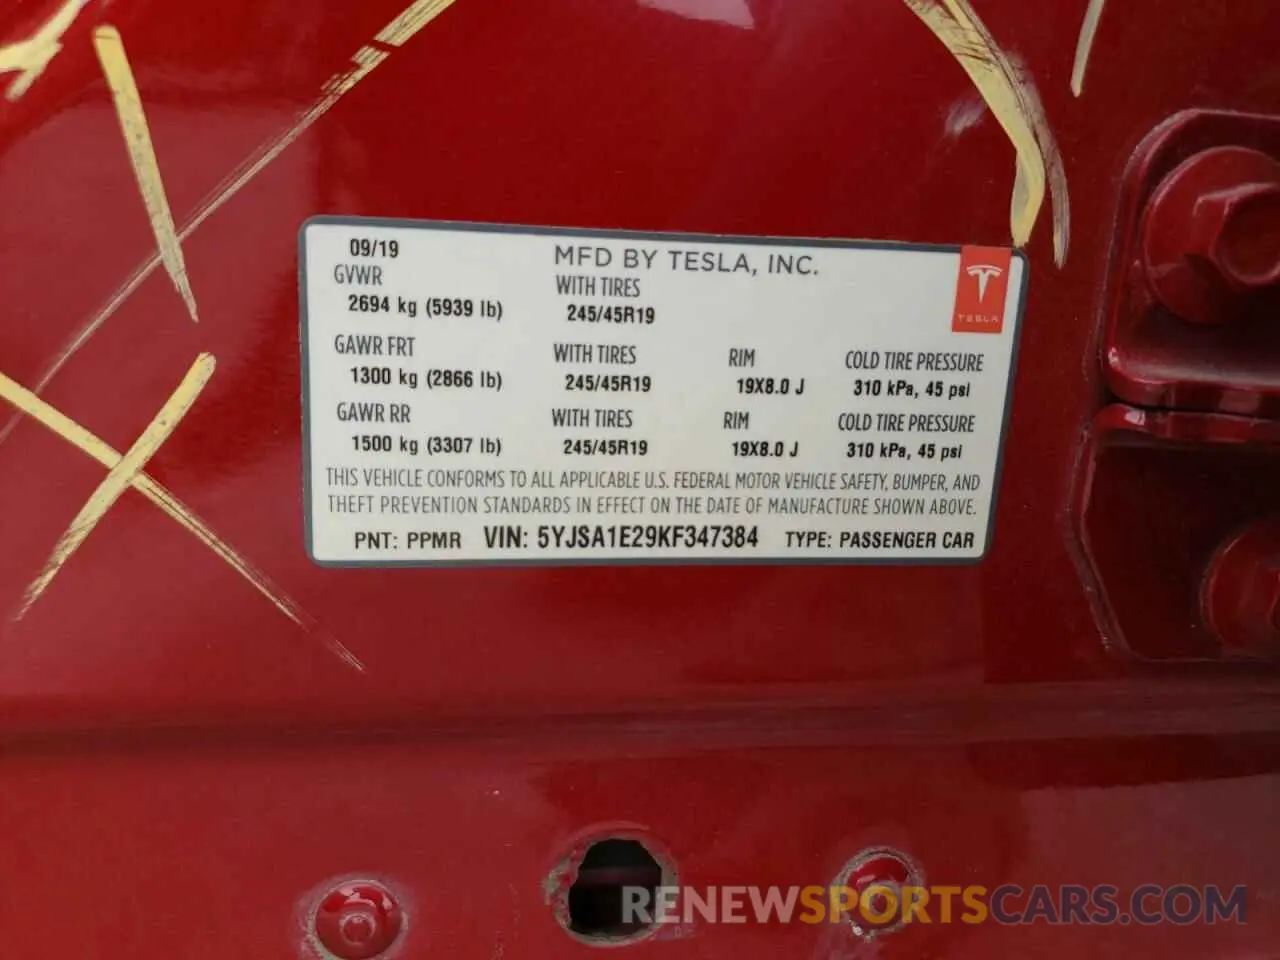 09/19 MFD BY TESLA, INC.
GVWR WITH TIRES
2694 kg (5939 lb) 245/45R19
TESLA
GAWR FRT WITH TIRES RIM COLD TIRE PRESSURE
1300 kg (2866 lb) 245/45R19 19X8.0 J 310 kPa, 45 psi
GAWR RR WITH TIRES RIM COLD TIRE PRESSURE
1500 kg (3307 lb) 245/45R19 19X8.0 J 310 kPa, 45 psi
THIS VEHICLE CONFORMS TO ALL APPLICABLE U.S. FEDERAL MOTOR VEHICLE SAFETY, BUMPER, AND
THEFT PREVENTION STANDARDS IN EFFECT ON THE DATE OF MANUFACTURE SHOWN ABOVE.
PNT: PPMR VIN: 5YJSA1E29KF347384 TYPE: PASSENGER CAR
RENEWSPORTSCARS.COM